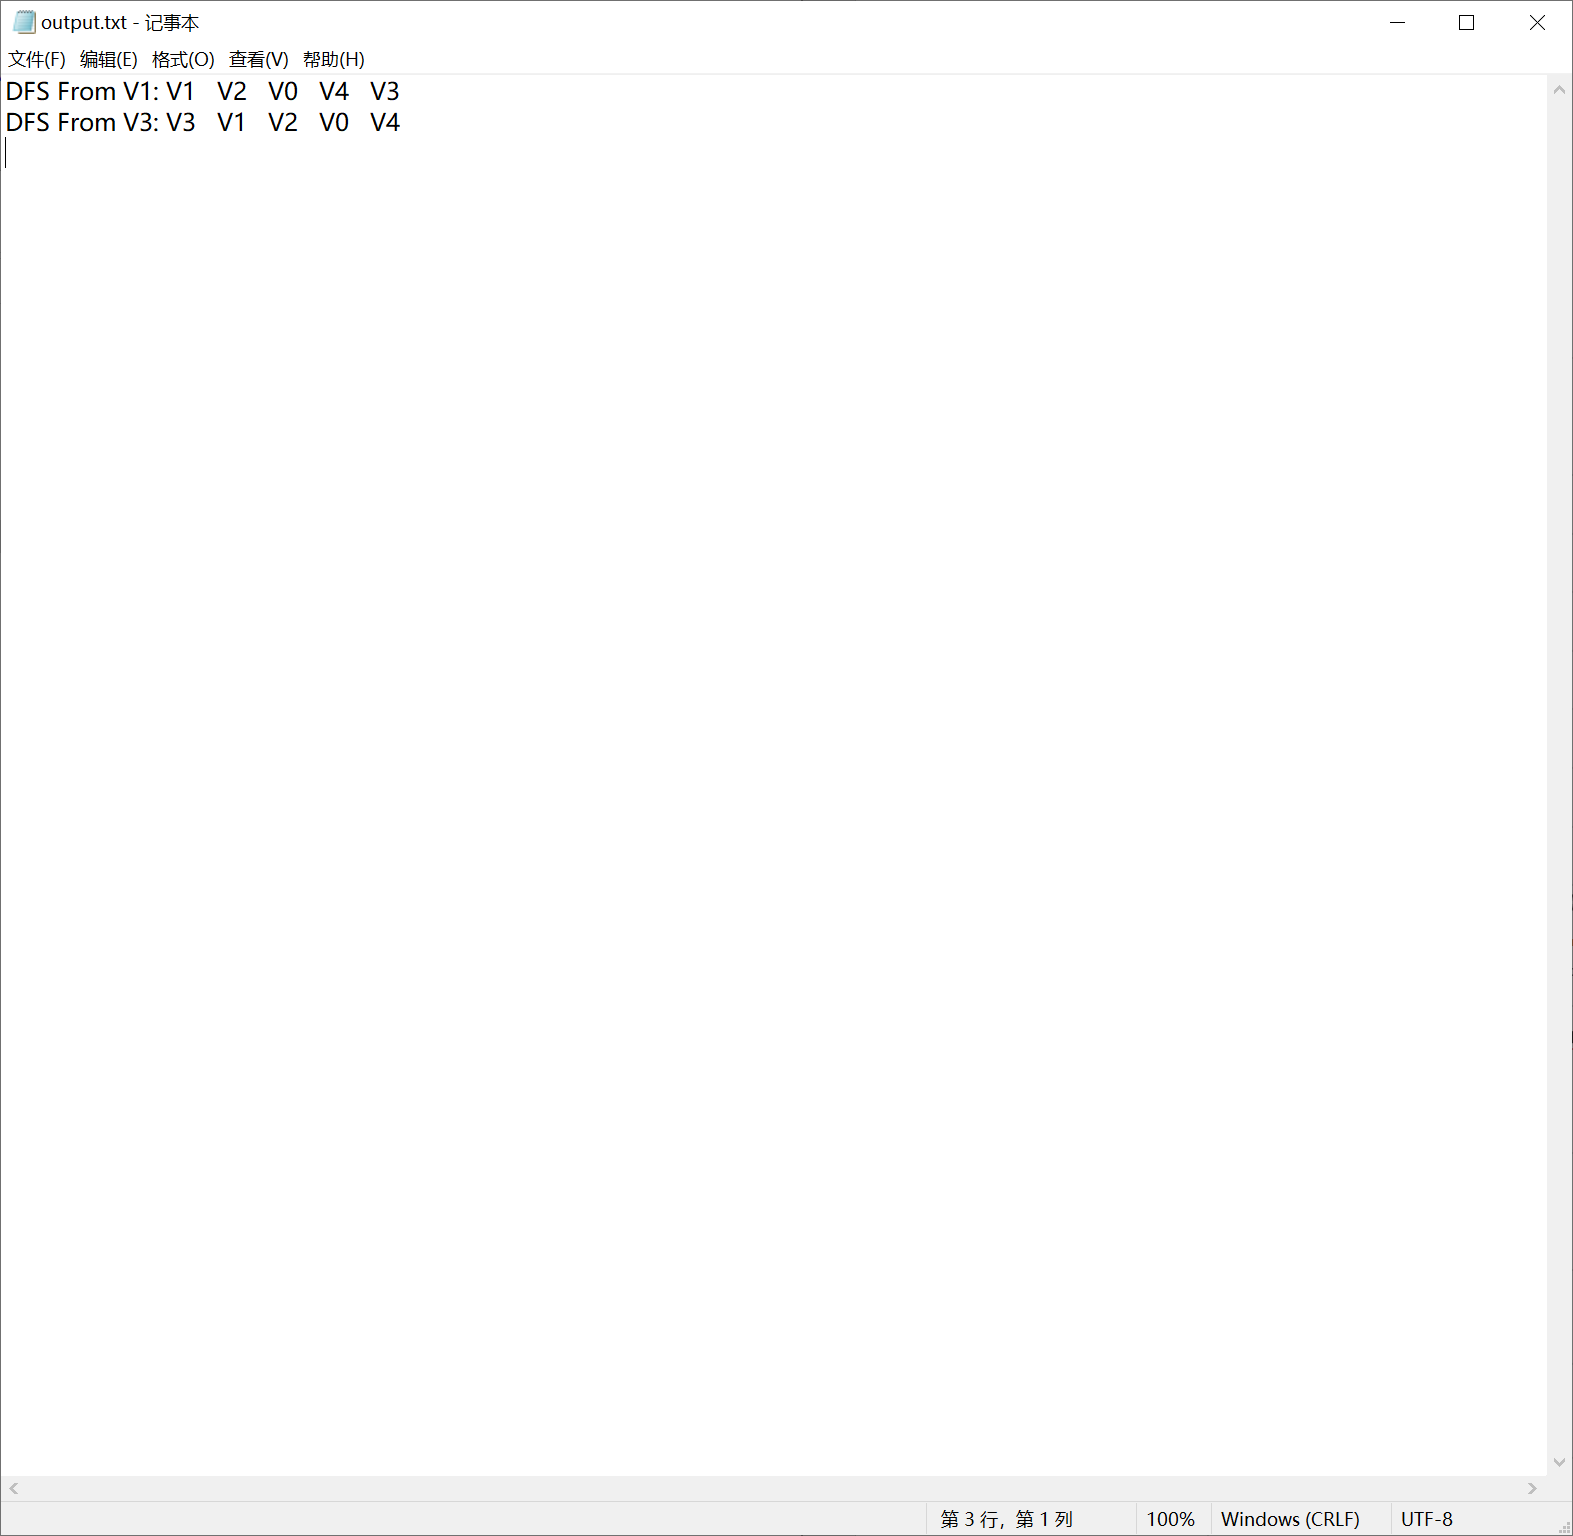 output.txt - 记事本
文件(F) 编辑(E) 格式(O) 查看(V) 帮助(H)
DFS From V1: V1   V2   V0   V4   V3
DFS From V3: V3   V1   V2   V0   V4
第 3 行，第 1 列 100% Windows (CRLF) UTF-8